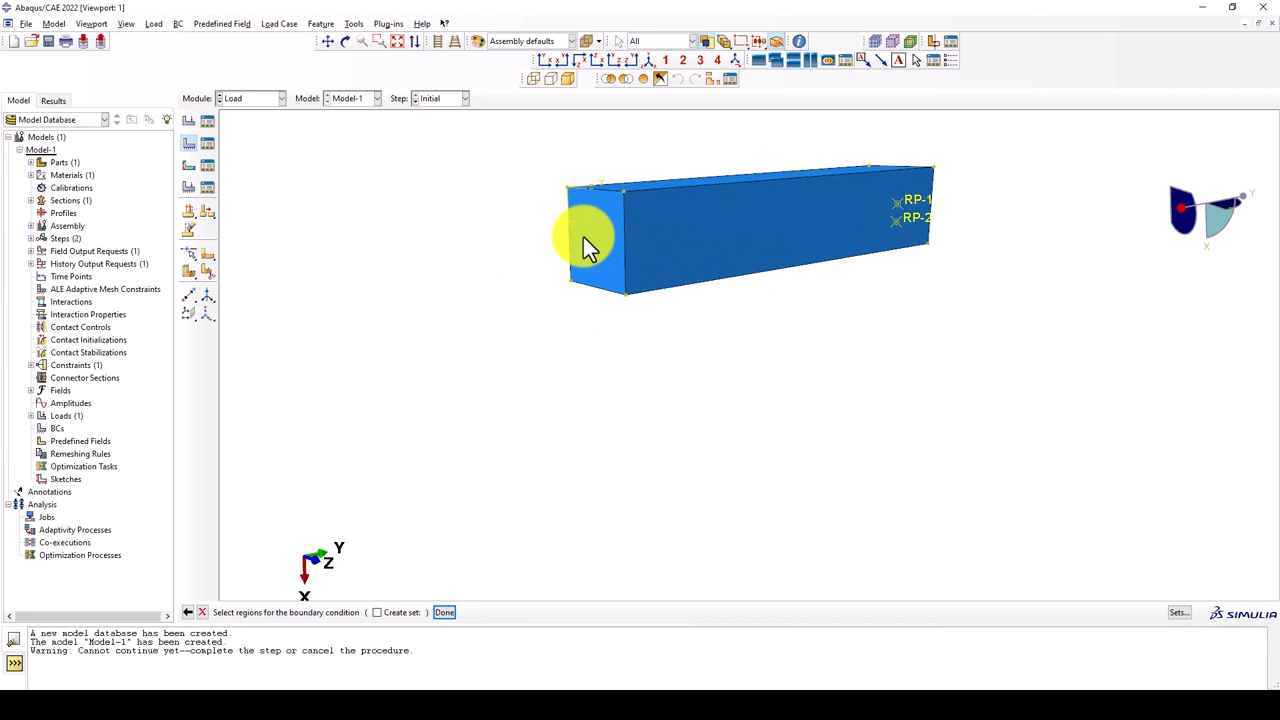 Abaqus/CAE 2022 [Viewport: 1]
File Model Viewport View Load BC Predefined Field Load Case Feature Tools Plug-ins Help
Assembly defaults All
1 2 3 4
Model Results Module: Load Model: Model-1 Step: Initial
Model Database
Models (1)
Model-1
Parts (1)
Materials (1)
Calibrations
Sections (1)
Profiles
Assembly
Steps (2)
Field Output Requests (1)
History Output Requests (1)
Time Points
ALE Adaptive Mesh Constraints
Interactions
Interaction Properties
Contact Controls
Contact Initializations
Contact Stabilizations
Constraints (1)
Connector Sections
Fields
Amplitudes
Loads (1)
BCs
Predefined Fields
Remeshing Rules
Optimization Tasks
Sketches
Annotations
Analysis
Jobs
Adaptivity Processes
Co-executions
Optimization Processes
RP-1
RP-2
Y
X
Y
Z
X
Select regions for the boundary condition ( Create set: ) Done Sets...
SIMULIA
A new model database has been created.
The model "Model-1" has been created.
Warning: Cannot continue yet--complete the step or cancel the procedure.